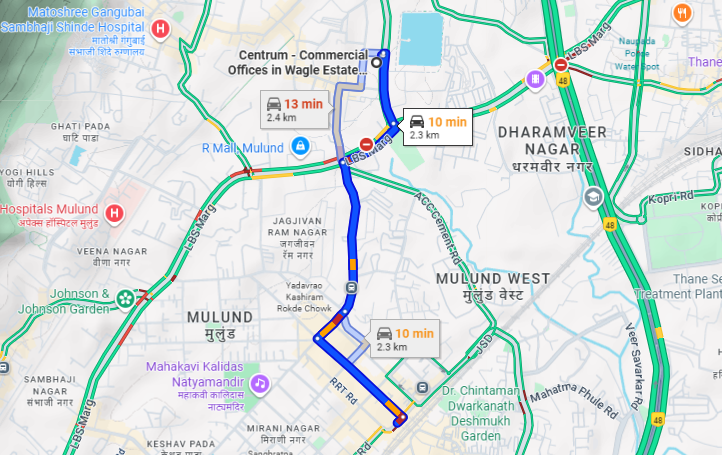 Matoshree Gangubai
Sambhaji Shinde Hospital
मातोश्री गंगुबाई
संभाजी शिंदे रुग्णालय
Centrum - Commercial
Offices in Wagle Estate...
LBS Marg
Naupada
Police
Water Spot
Thane
48
13 min
2.4 km
10 min
2.3 km
GHATI PADA
घाटि पाडा
R Mall, Mulund
LBS Marg
DHARAMVEER
NAGAR
धरमवीर नगर
SIDHA
YOGI HILLS
योगी हिल्स
ACC Cement Rd
Kopri Rd
Hospitals Mulund
अपेक्स हॉस्पिटल मुलुंड
LBS Marg
JAGJIVAN
RAM NAGAR
जगजीवन
रॅम नगर
48
VEENA NAGAR
वीणा नगर
MULUND WEST
मुलुंड वेस्ट
Thane Se
Treatment Plant
Johnson &
Johnson Garden
Yadavrao
Kashiram
Rokde Chowk
MULUND
मुलुंड
10 min
2.3 km
JSD
Veer Savarkar Rd
Mahakavi Kalidas
Natyamandir
महाकवी कालिदास
नाट्यमंदिर
RRT Rd
Mahatma Phule Rd
SAMBHAJI
NAGAR
संभाजी नगर
Dr. Chintaman
Dwarkanath
Deshmukh
Garden
48
LBS Marg
MIRANI NAGAR
मिराणी नगर
KESHAV PADA
Rd